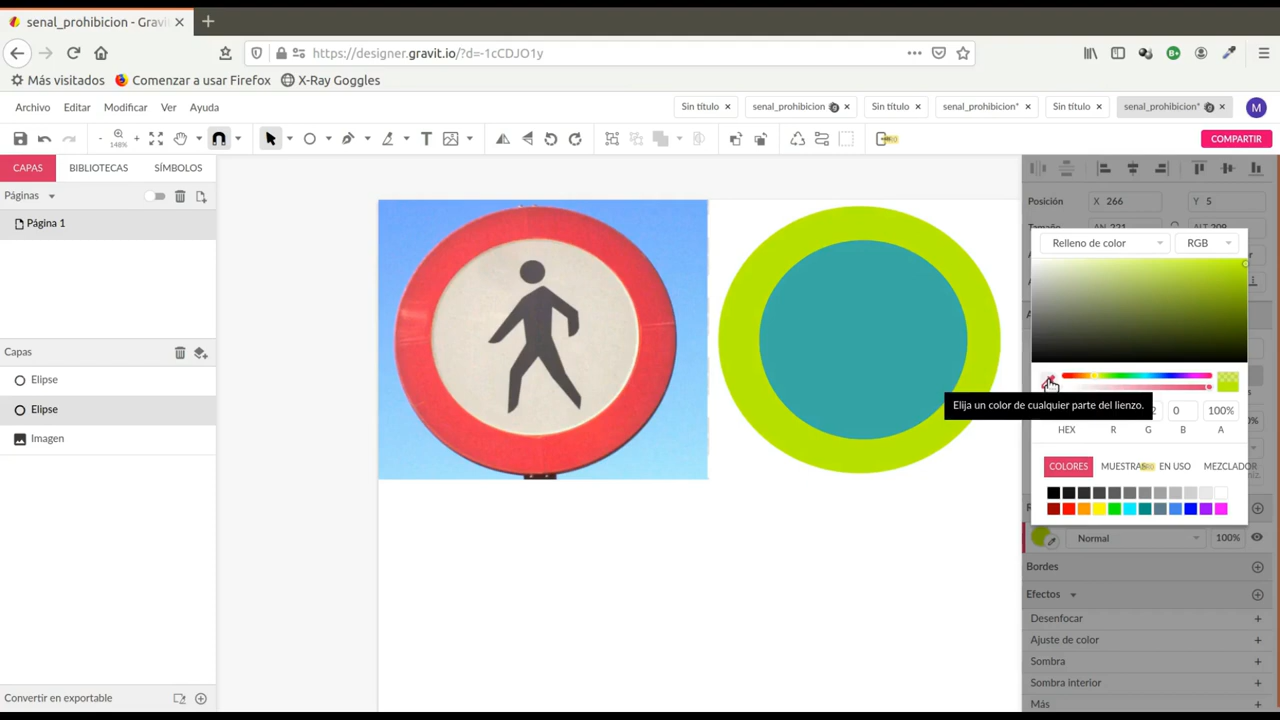 senal_prohibicion - Gravi
https://designer.gravit.io/?d=-1cCDJO1y
Más visitados
Comenzar a usar Firefox
X-Ray Goggles
Archivo
Editar
Modificar
Ver
Ayuda
Sin título
senal_prohibicion
Sin título
senal_prohibicion*
Sin título
senal_prohibicion*
M
148%
COMPARTIR
CAPAS
BIBLIOTECAS
SÍMBOLOS
Páginas
Página 1
Capas
Elipse
Elipse
Imagen
Convertir en exportable
Posición
X 266
Y 5
Relleno de color
RGB
Elija un color de cualquier parte del lienzo.
0
100%
HEX
R
G
B
A
COLORES
MUESTRAS
EN USO
MEZCLADOR
Normal
100%
Bordes
Efectos
Desenfocar
Ajuste de color
Sombra
Sombra interior
Más